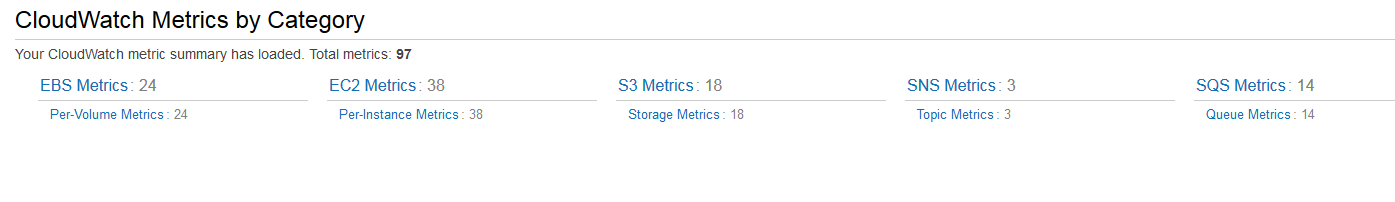 CloudWatch Metrics by Category
Your CloudWatch metric summary has loaded. Total metrics: 97
EBS Metrics: 24
Per-Volume Metrics: 24
EC2 Metrics: 38
Per-Instance Metrics: 38
S3 Metrics: 18
Storage Metrics: 18
SNS Metrics: 3
Topic Metrics: 3
SQS Metrics: 14
Queue Metrics: 14